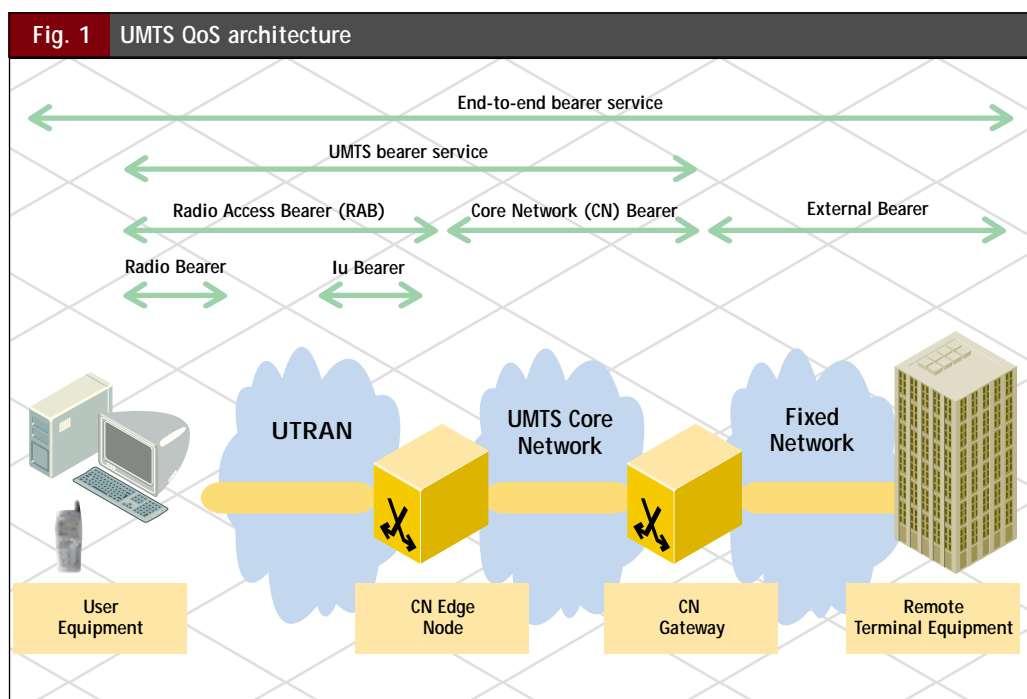 Fig. 1 UMTS QoS architecture
End-to-end bearer service
UMTS bearer service
Radio Access Bearer (RAB) Core Network (CN) Bearer External Bearer
Radio Bearer Iu Bearer
UTRAN
UMTS Core
Network
Fixed
Network
User
Equipment
CN Edge
Node
CN
Gateway
Remote
Terminal Equipment